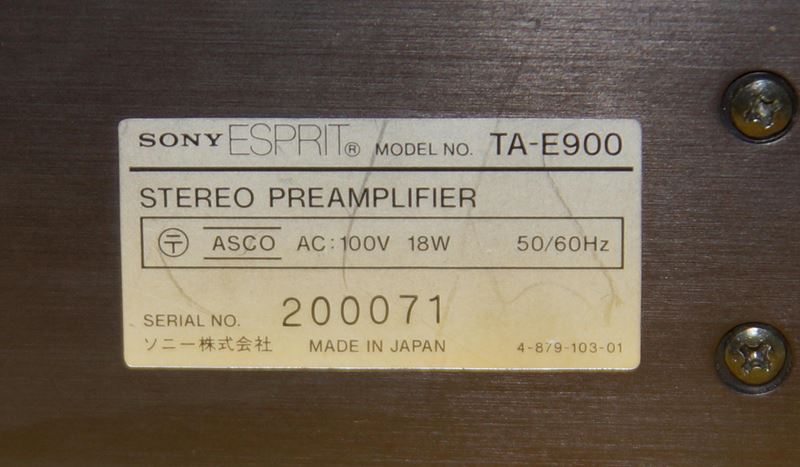 SONY ESPRIT® MODEL NO. TA-E900
STEREO PREAMPLIFIER
〒 ASCO AC:100V 18W 50/60Hz
SERIAL NO. 200071
ソニー株式会社 MADE IN JAPAN 4-879-103-01